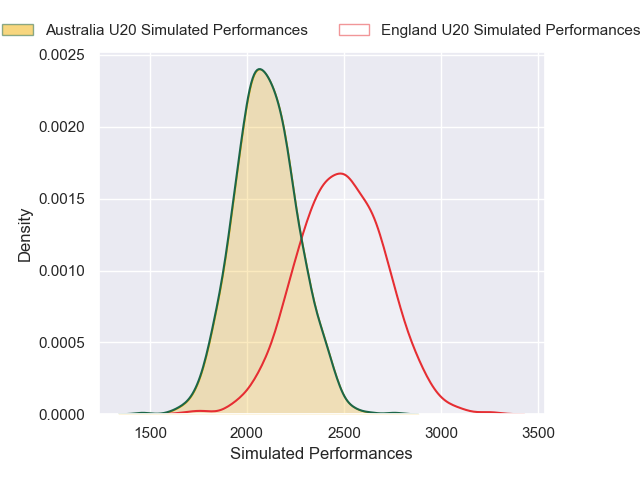 Australia U20 Simulated Performances England U20 Simulated Performances
0.0025
0.0020
0.0015
0.0010
0.0005
0.0000
Density
1500 2000 2500 3000 3500
Simulated Performances